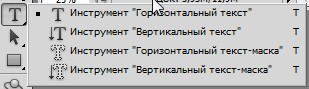 Инструмент "Горизонтальный текст" T
Инструмент "Вертикальный текст" T
Инструмент "Горизонтальный текст-маска" T
Инструмент "Вертикальный текст-маска" T